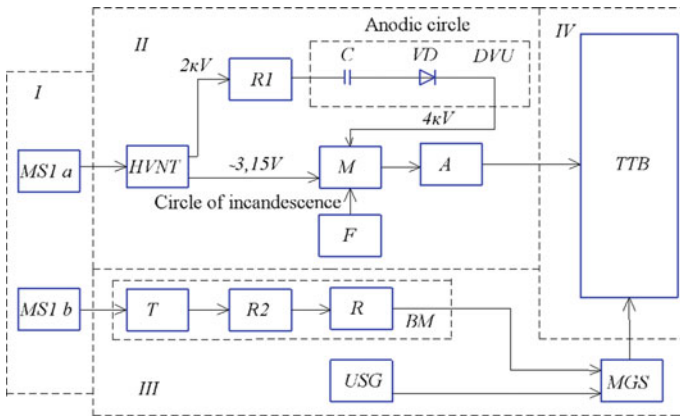 Anodic circle
II
IV
C
VD
DVU
2кV
R1
I
4кV
MS1 a
HVNT
~3,15V
M
A
TTB
Circle of incandescence
F
MS1 b
T
R2
R
BM
USG
MGS
III